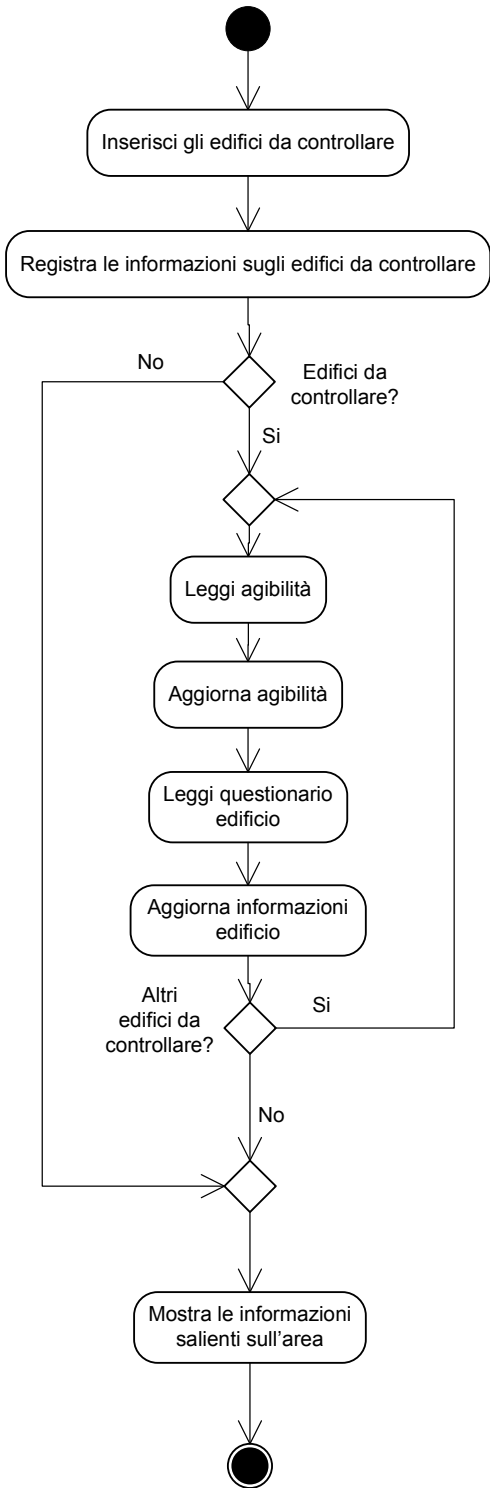 Inserisci gli edifici da controllare
Registra le informazioni sugli edifici da controllare
No
Edifici da
controllare?
Si
Leggi agibilità
Aggiorna agibilità
Leggi questionario
edificio
Aggiorna informazioni
edificio
Altri
edifici da
controllare?
Si
No
Mostra le informazioni
salienti sull'area